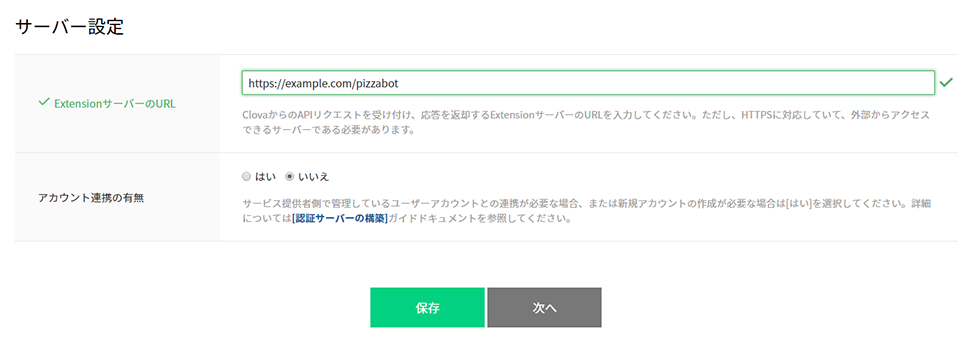 サーバー設定
ExtensionサーバーのURL
https://example.com/pizzabot
ClovaからのAPIリクエストを受け付け、応答を返却するExtensionサーバーのURLを入力してください。ただし、HTTPSに対応していて、外部からアクセス
できるサーバーである必要があります。
アカウント連携の有無
はい いいえ
サービス提供者側で管理しているユーザーアカウントとの連携が必要な場合、または新規アカウントの作成が必要な場合は[はい]を選択してください。詳細
については[認証サーバーの構築]ガイドドキュメントを参照してください。
保存 次へ